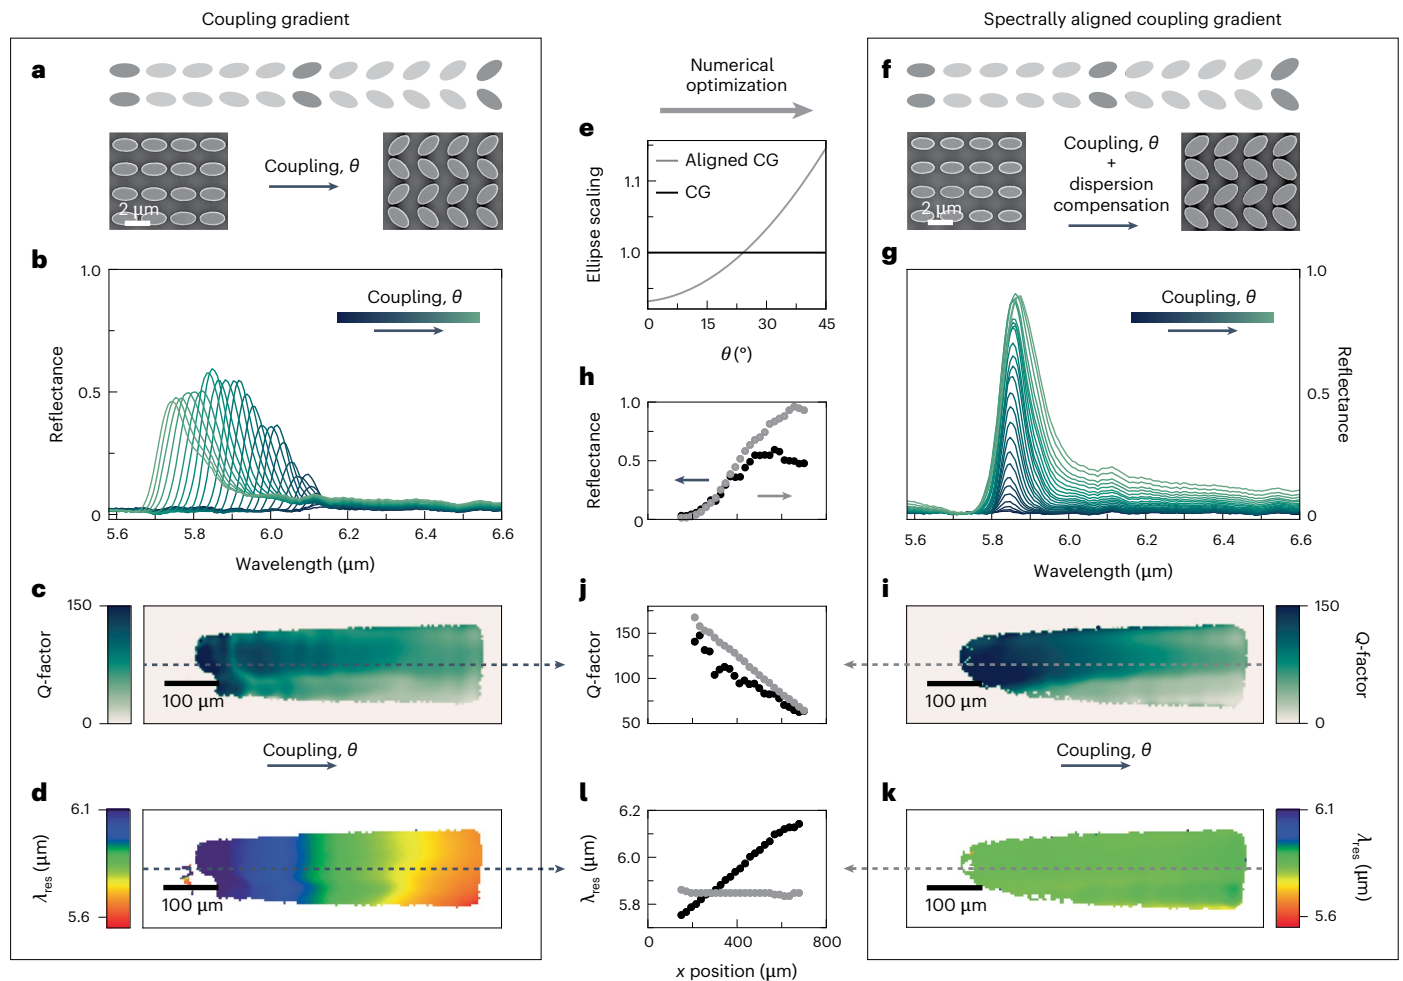 Coupling gradient
a
Coupling, θ
2 μm
b
1.0
0.5
0
Reflectance
Coupling, θ
5.6
5.8
6.0
6.2
6.4
6.6
Wavelength (μm)
c
150
0
Q-factor
100 μm
Coupling, θ
d
6.1
5.6
λres (μm)
100 μm
Numerical
optimization
e
Ellipse scaling
1.1
1.0
Aligned CG
CG
0
15
30
45
θ (°)
h
Reflectance
1.0
0.5
0
j
Q-factor
150
100
50
l
λres (μm)
6.2
6.0
5.8
0
400
800
x position (μm)
Spectrally aligned coupling gradient
f
Coupling, θ
+
dispersion
compensation
2 μm
g
Coupling, θ
1.0
0.5
0
Reflectance
5.6
5.8
6.0
6.2
6.4
6.6
Wavelength (μm)
i
150
0
Q-factor
100 μm
Coupling, θ
k
6.1
5.6
λres (μm)
100 μm